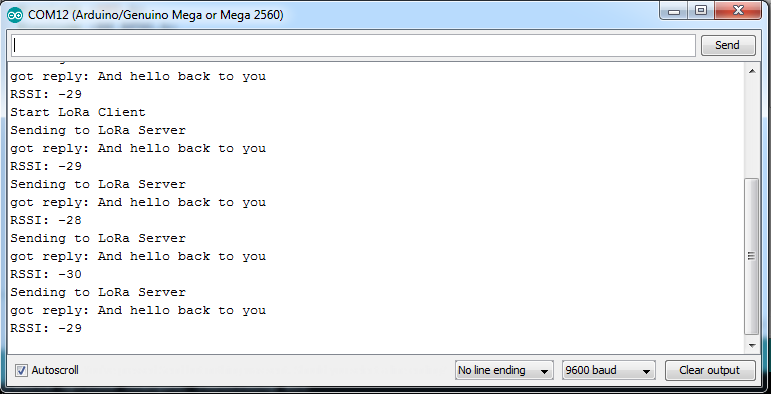 COM12 (Arduino/Genuino Mega or Mega 2560)
Send
got reply: And hello back to you
RSSI: -29
Start LoRa Client
Sending to LoRa Server
got reply: And hello back to you
RSSI: -29
Sending to LoRa Server
got reply: And hello back to you
RSSI: -28
Sending to LoRa Server
got reply: And hello back to you
RSSI: -30
Sending to LoRa Server
got reply: And hello back to you
RSSI: -29
Autoscroll
No line ending
9600 baud
Clear output